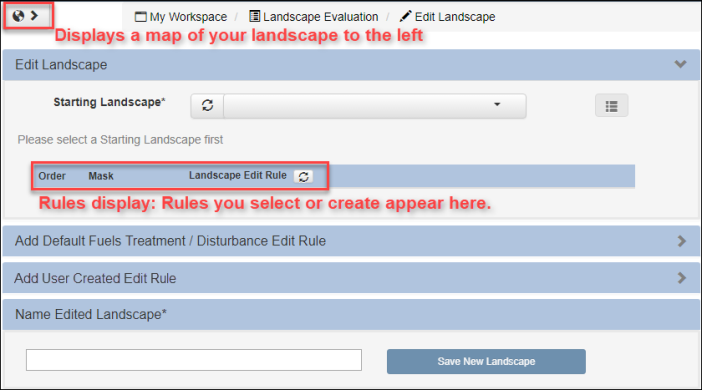 My Workspace / Landscape Evaluation / Edit Landscape
Displays a map of your landscape to the left
Edit Landscape
Starting Landscape*
Please select a Starting Landscape first
Order Mask Landscape Edit Rule
Rules display: Rules you select or create appear here.
Add Default Fuels Treatment / Disturbance Edit Rule
Add User Created Edit Rule
Name Edited Landscape*
Save New Landscape